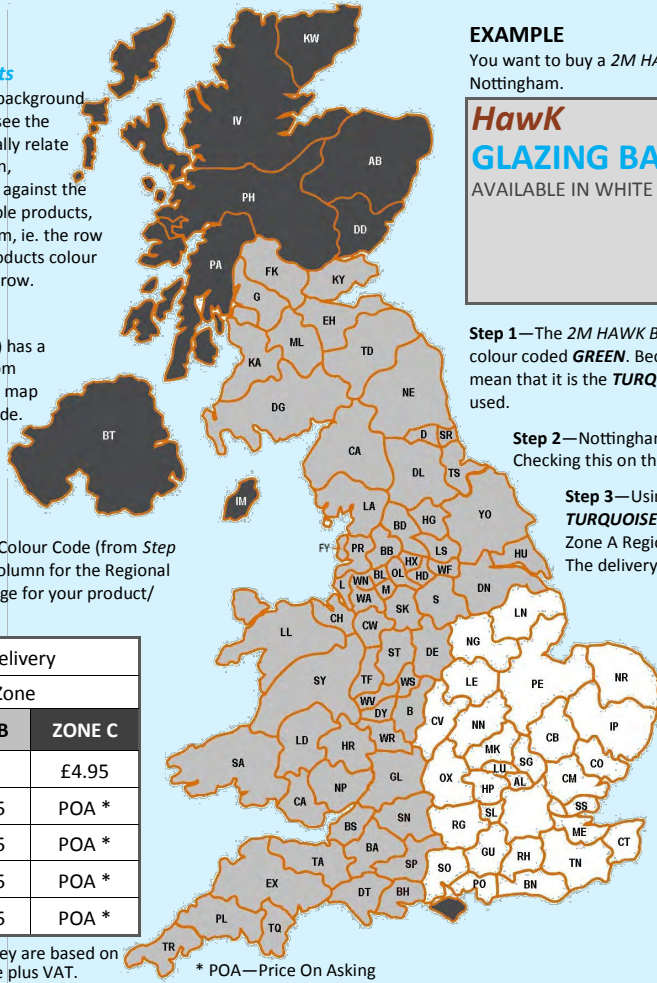 ts
background
see the
ally relate
n,
against the
ble products,
m, ie. the row
oducts colour
row.
) has a
om
map
de.
Colour Code (from Step
olumn for the Regional
ge for your product/
elivery
Zone
B ZONE C
£4.95
5 POA *
5 POA *
5 POA *
5 POA *
ey are based on
e plus VAT.
KW
IV
AB
PH
DD
PA
FK
KY
G
EH
ML
TD
KA
NE
DG
BT
D SR
CA
DL TS
IM
LA
YO
BD HG
FY PR BB LS HU
HX
WN BL OL HD WF
L M DN
WA
SK S LN
CH CW NG
LL ST DE
LE PE NR
SY TF WS
WV
DY B CV NN IP
LD HR WR MK CB
LU SG CO
SA OX AL CM
NP GL HP
CA SL SS
BS SN RG ME CT
BA GU RH TN
TA SP SO
EX DT BH PO BN
PL TQ
TR
EXAMPLE
You want to buy a 2M HA
Nottingham.
HawK
GLAZING BA
AVAILABLE IN WHITE
Step 1—The 2M HAWK B
colour coded GREEN. Bec
mean that it is the TURQ
used.
Step 2—Nottinghan
Checking this on th
Step 3—Usin
TURQUOISE
Zone A Regio
The delivery
* POA—Price On Asking